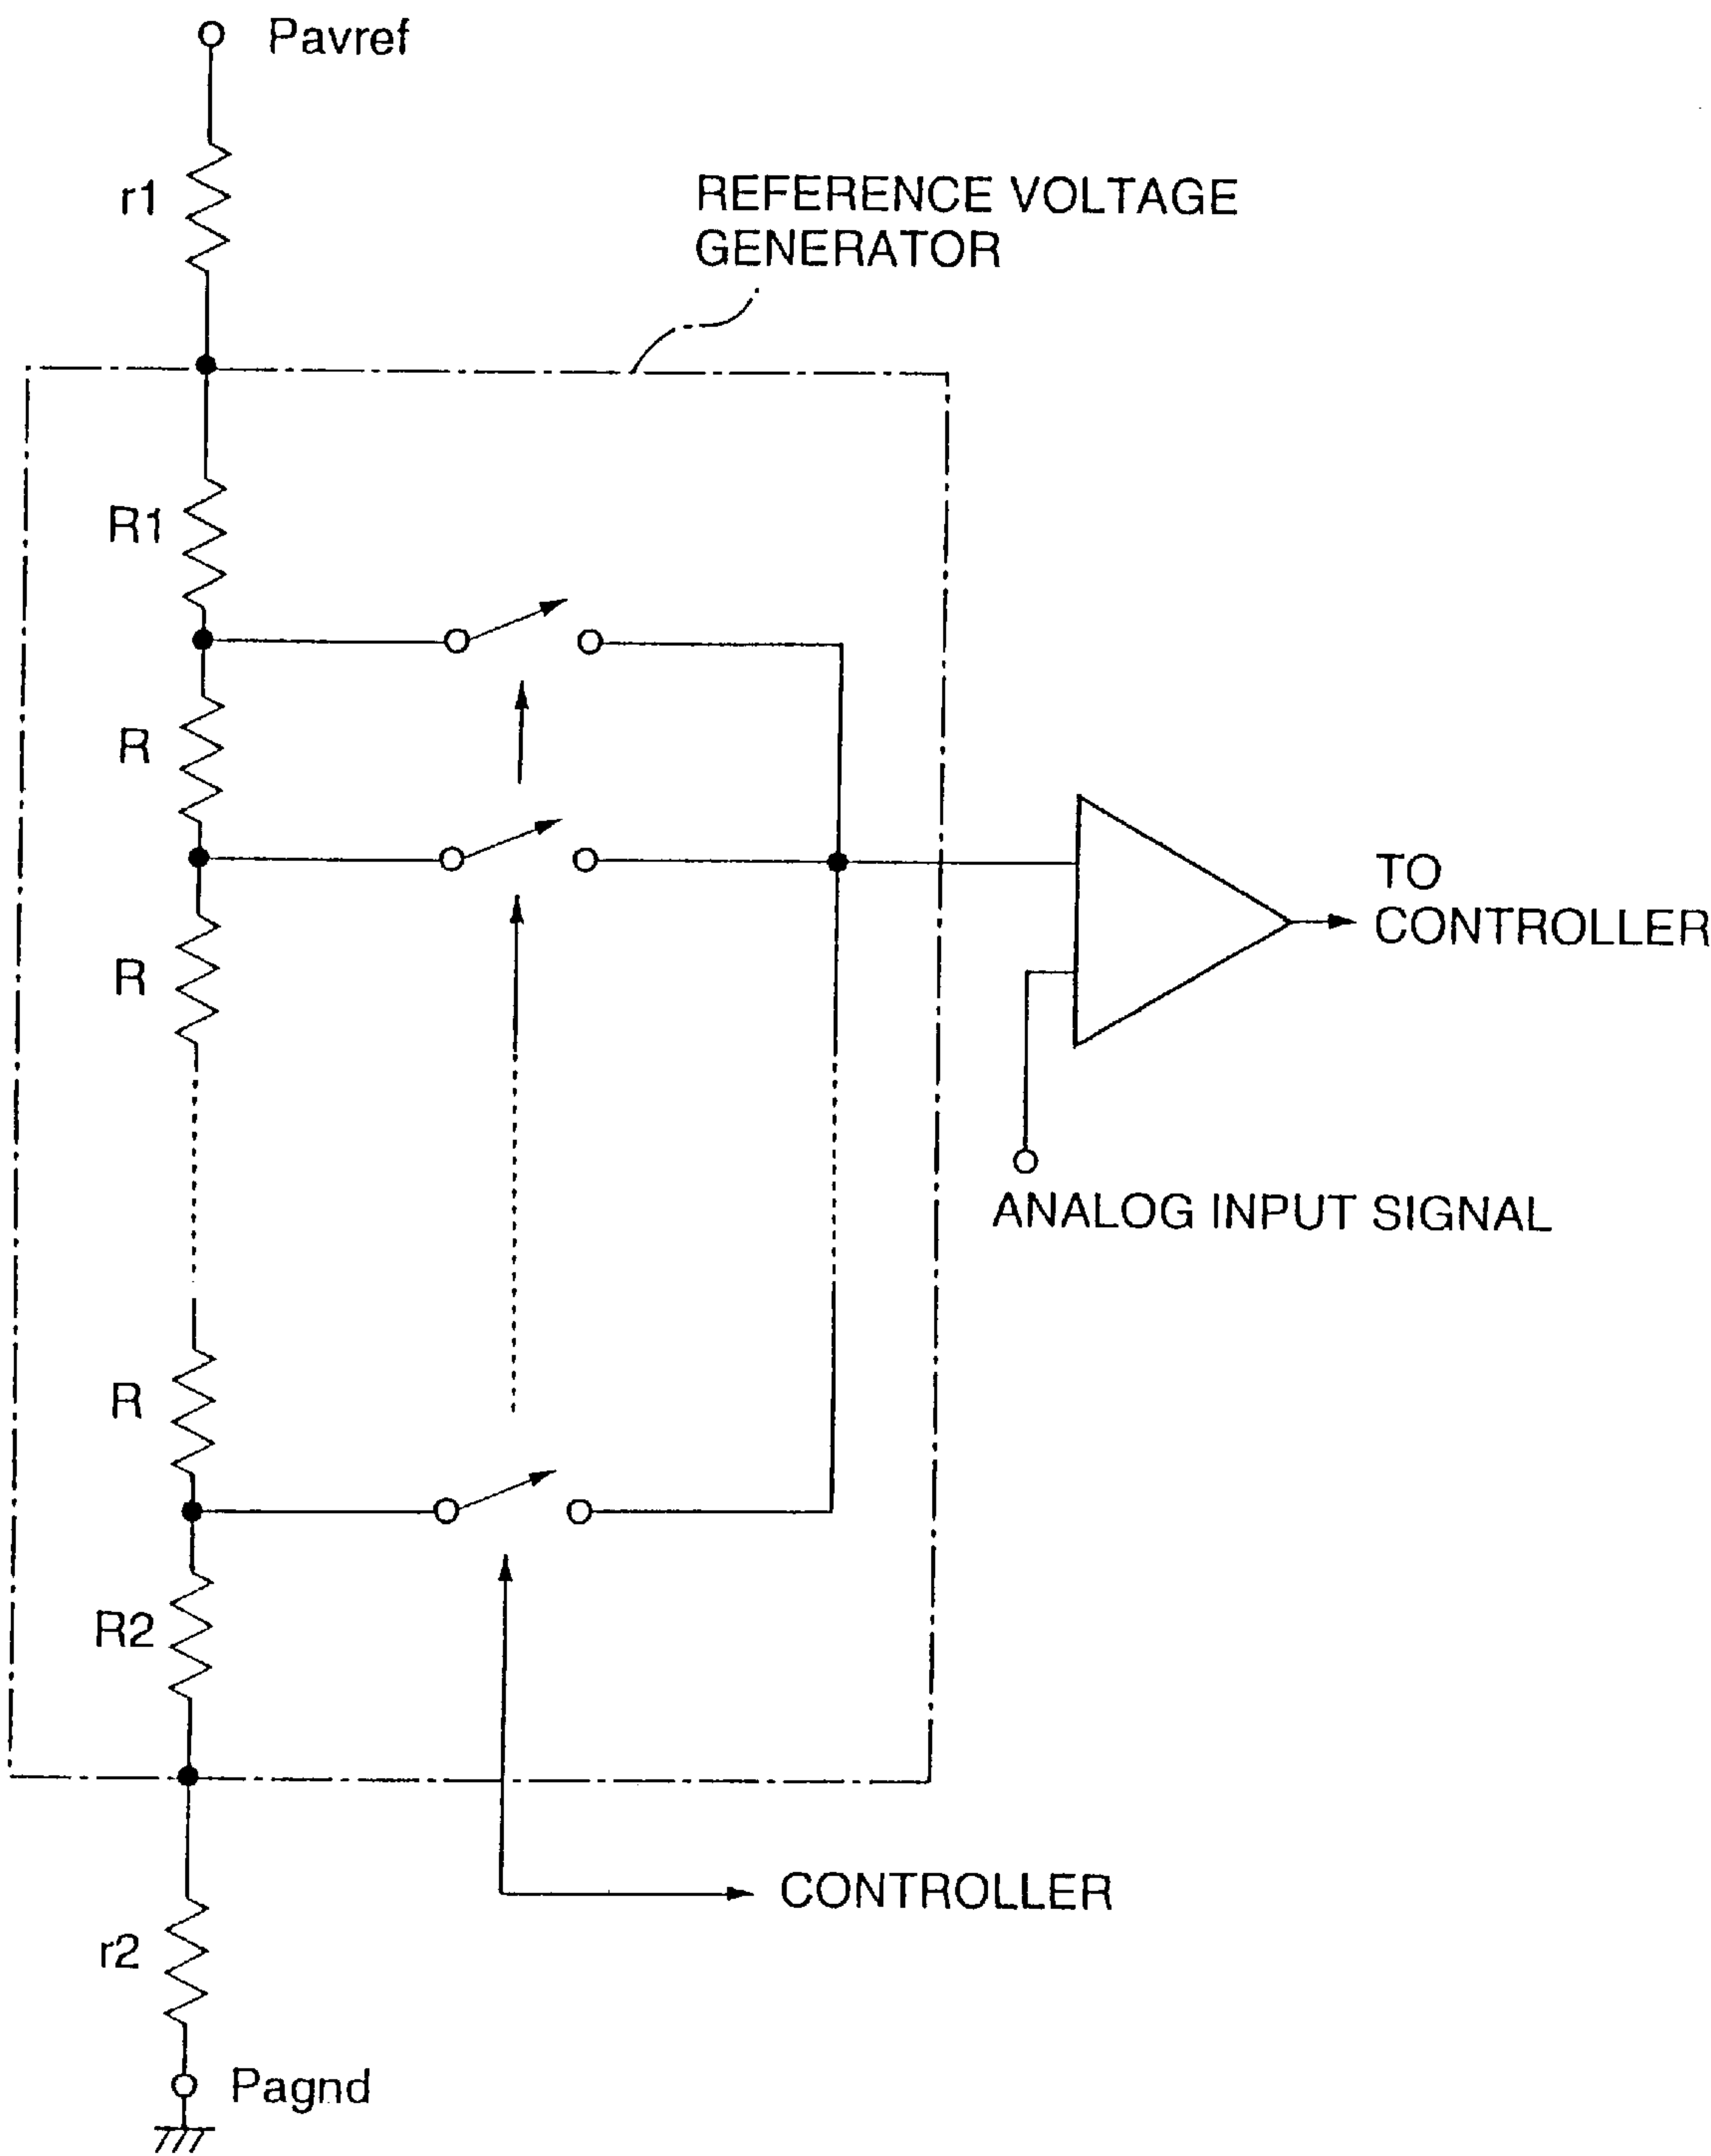 Pavref
r1
REFERENCE VOLTAGE
GENERATOR
R1
R
R
TO
CONTROLLER
ANALOG INPUT SIGNAL
R
R2
CONTROLLER
r2
Pagnd